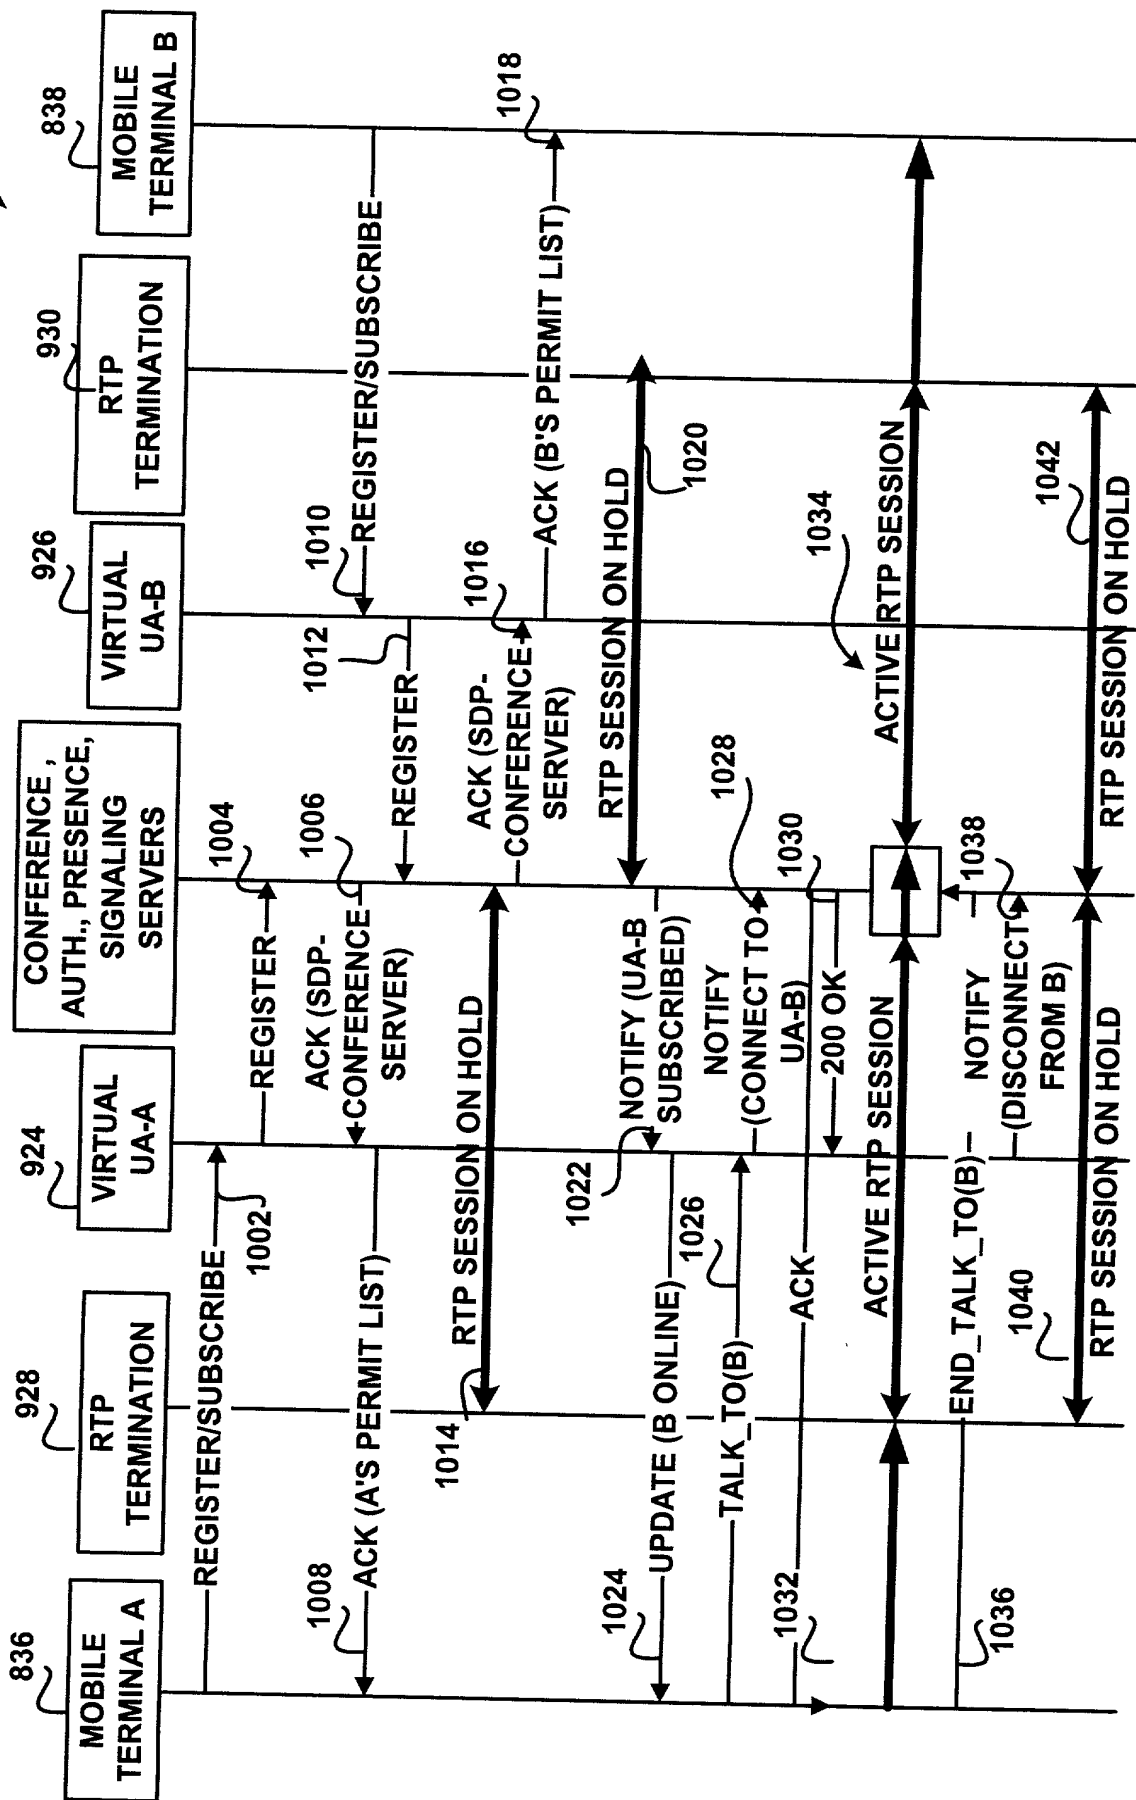 836
MOBILE
TERMINAL A
928
RTP
TERMINATION
924
VIRTUAL
UA-A
CONFERENCE ,
AUTH., PRESENCE,
SIGNALING
SERVERS
926
VIRTUAL
UA-B
930
RTP
TERMINATION
838
MOBILE
TERMINAL B
REGISTER/SUBSCRIBE
1002
REGISTER
1004
ACK (SDP-
CONFERENCE
SERVER)
1006
ACK (A'S PERMIT LIST)
1008
REGISTER/SUBSCRIBE
1010
REGISTER
1012
RTP SESSION ON HOLD
1014
ACK (SDP-
CONFERENCE
SERVER)
1016
ACK (B'S PERMIT LIST)
1018
RTP SESSION ON HOLD
1020
NOTIFY (UA-B
SUBSCRIBED)
1022
UPDATE (B ONLINE)
1024
TALK_TO(B)
1026
NOTIFY
(CONNECT TO
UA-B)
1028
200 OK
1030
ACK
1032
ACTIVE RTP SESSION
ACTIVE RTP SESSION
1034
END_TALK_TO(B)
1036
NOTIFY
(DISCONNECT
FROM B)
1038
RTP SESSION ON HOLD
1040
RTP SESSION ON HOLD
1042